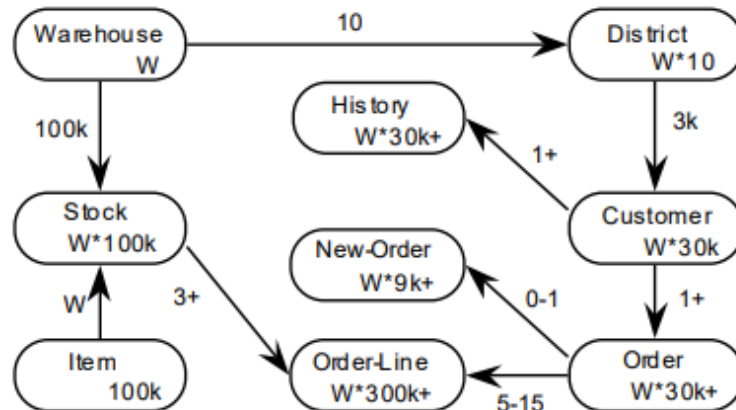 Warehouse
W
10
District
W*10
History
W*30k+
100k
3k
1+
Stock
W*100k
Customer
W*30k
New-Order
W*9k+
W
3+
0-1
1+
Item
100k
Order-Line
W*300k+
5-15
Order
W*30k+